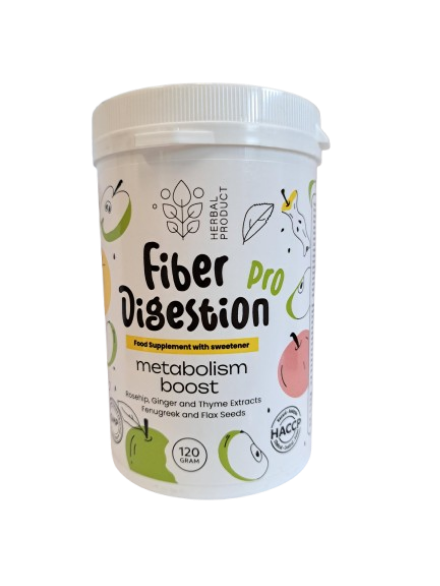 HERBAL
PRODUCT
Fiber pro
Digestion
Food Supplement with sweetener
metabolism
boost
Rosehip, Ginger and Thyme Extracts
Fenugreek and Flax Seeds
120
GRAM
HACCP